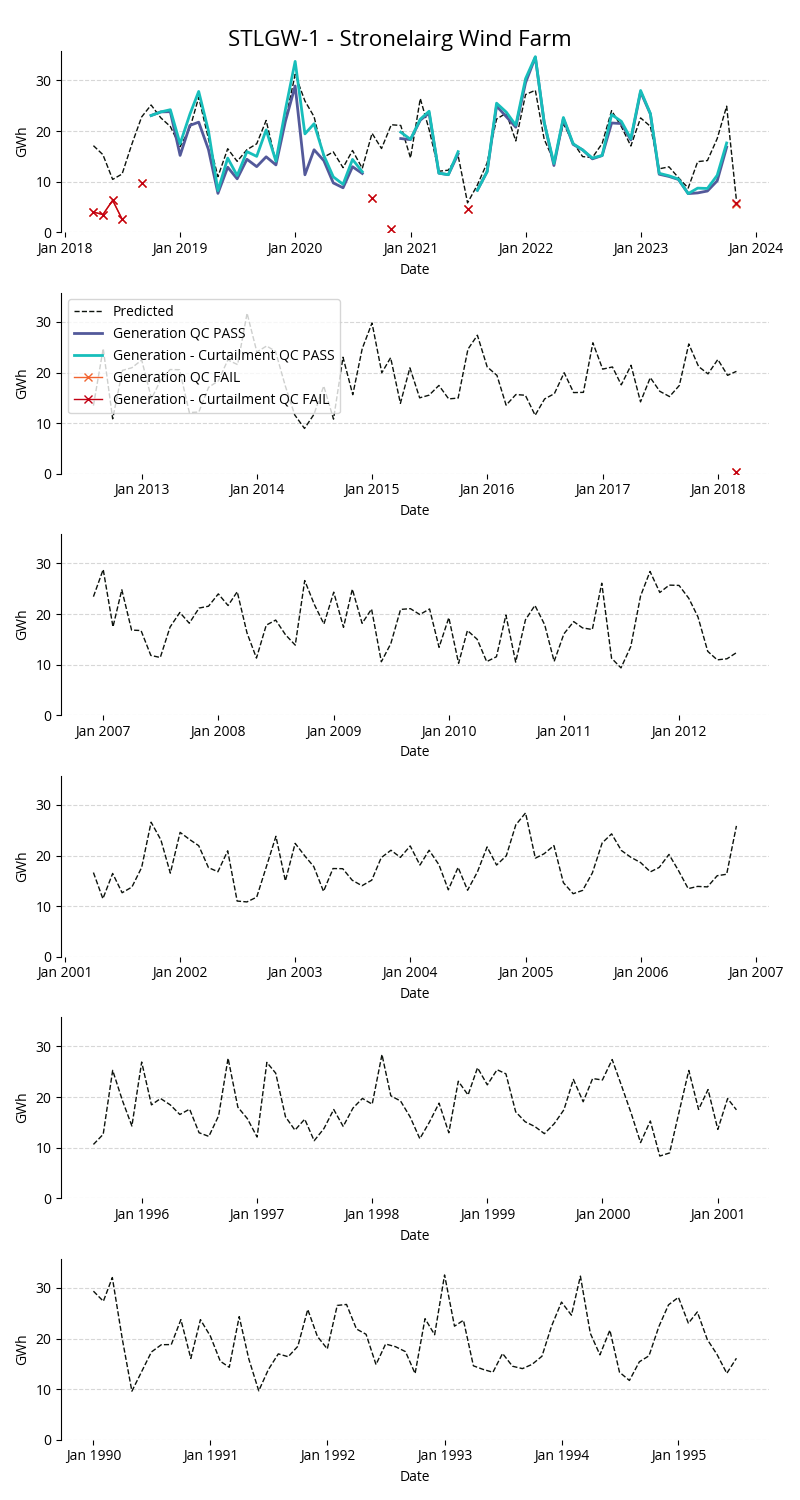 STLGW-1 - Stronelairg Wind Farm
30
20
10
0
GWh
Jan 2018 Jan 2019 Jan 2020 Jan 2021 Jan 2022 Jan 2023 Jan 2024
Date
Predicted
Generation QC PASS
Generation - Curtailment QC PASS
Generation QC FAIL
Generation - Curtailment QC FAIL
30
20
10
0
GWh
Jan 2013 Jan 2014 Jan 2015 Jan 2016 Jan 2017 Jan 2018
Date
30
20
10
0
GWh
Jan 2007 Jan 2008 Jan 2009 Jan 2010 Jan 2011 Jan 2012
Date
30
20
10
0
GWh
Jan 2001 Jan 2002 Jan 2003 Jan 2004 Jan 2005 Jan 2006 Jan 2007
Date
30
20
10
0
GWh
Jan 1996 Jan 1997 Jan 1998 Jan 1999 Jan 2000 Jan 2001
Date
30
20
10
0
GWh
Jan 1990 Jan 1991 Jan 1992 Jan 1993 Jan 1994 Jan 1995
Date